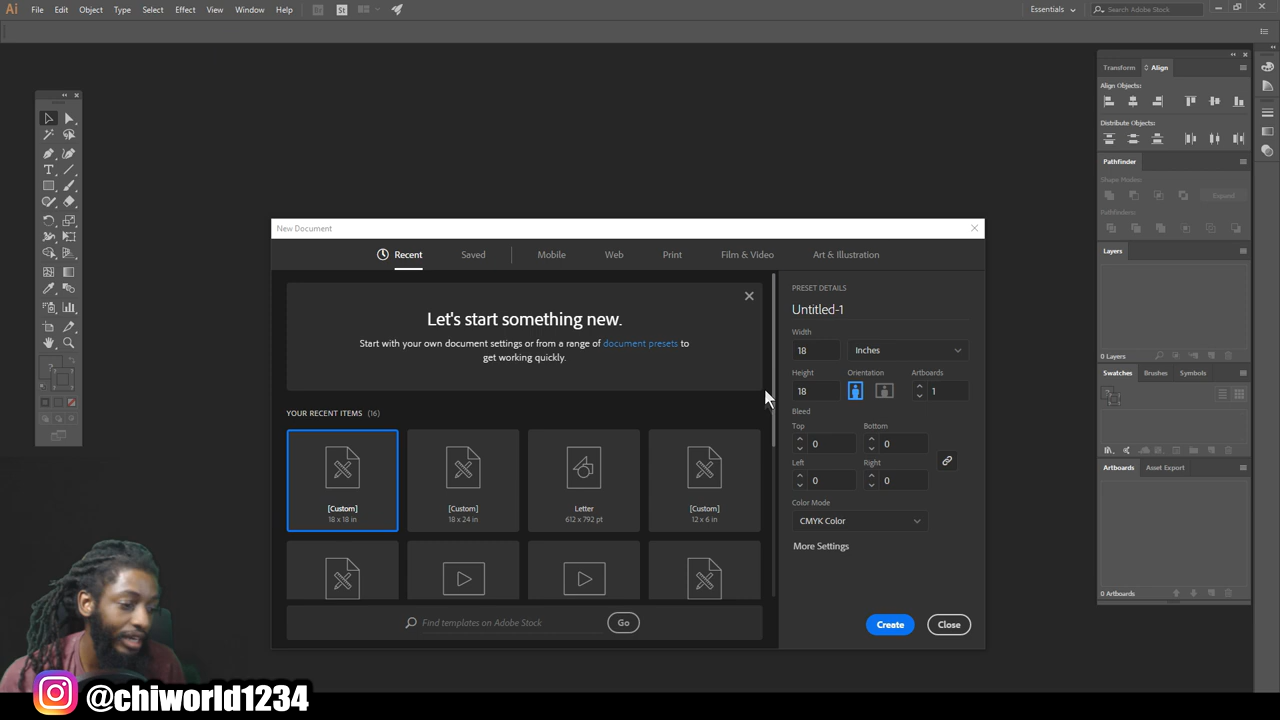 Ai File Edit Object Type Select Effect View Window Help Br St Essentials Search Adobe Stock
Transform Align
Align Objects:
Distribute Objects:
Pathfinder
Shape Modes:
Expand
Pathfinders:
Layers
0 Layers
Swatches Brushes Symbols
Artboards Asset Export
0 Artboards
New Document
Recent Saved Mobile Web Print Film & Video Art & Illustration
Let's start something new.
Start with your own document settings or from a range of document presets to
get working quickly.
YOUR RECENT ITEMS (16)
[Custom] [Custom] Letter [Custom]
18 x 18 in 18 x 24 in 612 x 792 pt 12 x 6 in
Find templates on Adobe Stock Go
PRESET DETAILS
Untitled-1
Width
18 Inches
Height Orientation Artboards
18 1
Bleed
Top Bottom
0 0
Left Right
0 0
Color Mode
CMYK Color
More Settings
Create Close
@chiworld1234